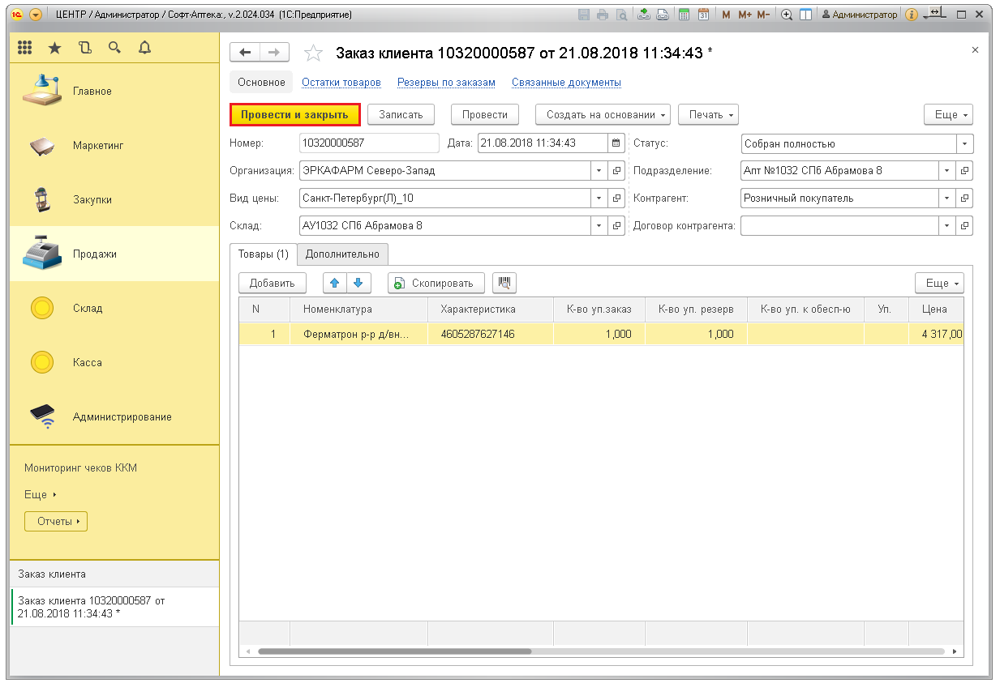 ЦЕНТР / Администратор / Софт-Аптека:, v.2.024.034 (1С:Предприятие)
M M+ M- Администратор
Заказ клиента 10320000587 от 21.08.2018 11:34:43 *
Основное Остатки товаров Резервы по заказам Связанные документы
Провести и закрыть Записать Провести Создать на основании Печать Еще
Номер: 10320000587 Дата: 21.08.2018 11:34:43 Статус: Собран полностью
Организация: ЭРКАФАРМ Северо-Запад Подразделение: Апт №1032 СПб Абрамова 8
Вид цены: Санкт-Петербург(Л)_10 Контрагент: Розничный покупатель
Склад: АУ1032 СПб Абрамова 8 Договор контрагента:
Товары (1) Дополнительно
Добавить Скопировать Еще
N Номенклатура Характеристика К-во уп.заказ К-во уп. резерв К-во уп. к обесп-ю Уп. Цена
1 Ферматрон р-р д/вн... 4605287627146 1,000 1,000 4 317,00
Главное
Маркетинг
Закупки
Продажи
Склад
Касса
Администрирование
Мониторинг чеков ККМ
Еще
Отчеты
Заказ клиента
Заказ клиента 10320000587 от
21.08.2018 11:34:43 *